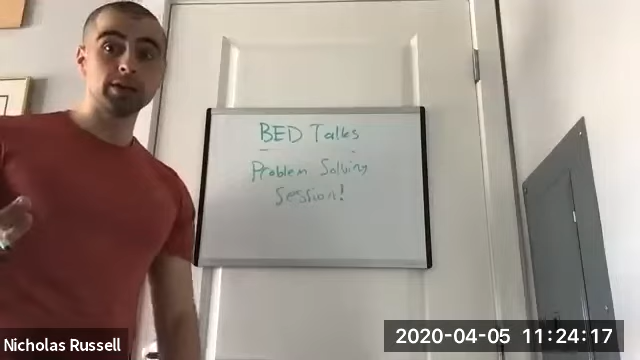 BED Talks
Problem Solving
Session!
Nicholas Russell
2020-04-05 11:24:17